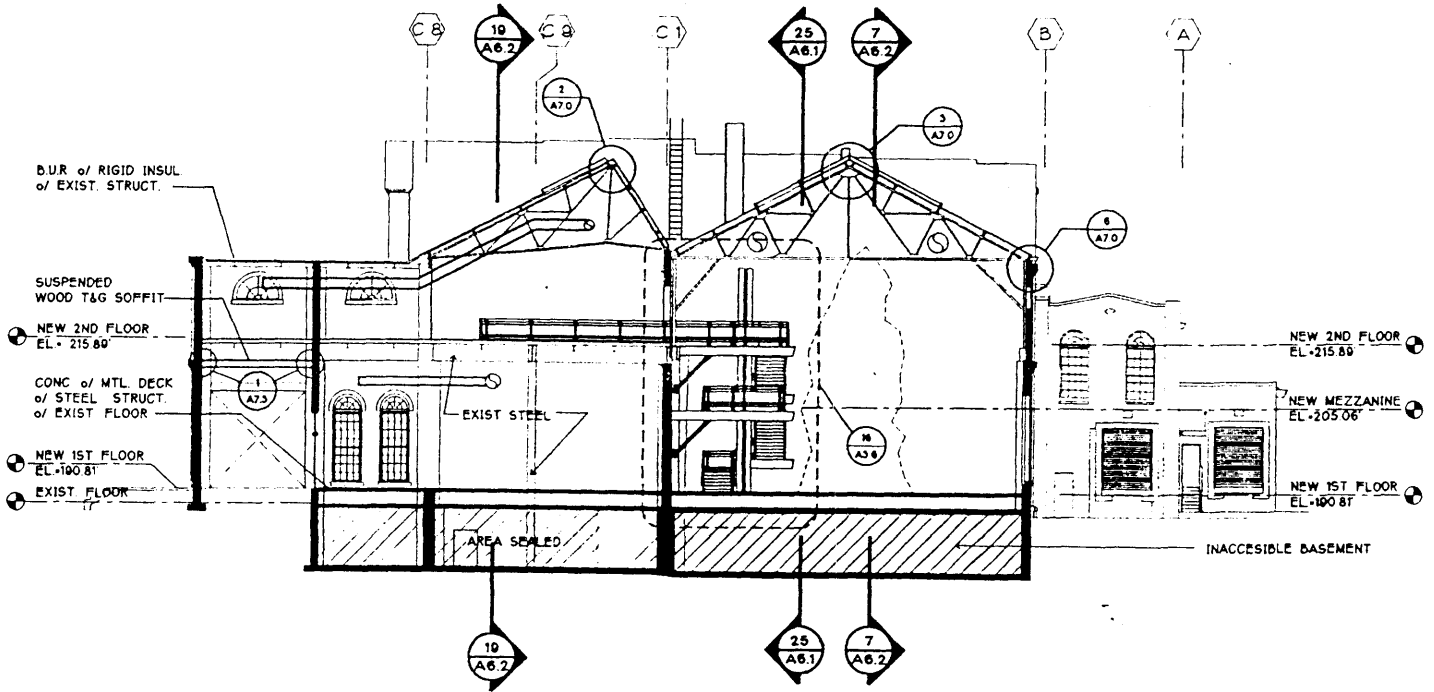 C 8
19
A6.2
C 9
C 1
25
A6.1
7
A6.2
B
A
2
A7.0
3
A7.0
B.U.R o/ RIGID INSUL.
o/ EXIST. STRUCT.
6
A7.0
SUSPENDED
WOOD T&G SOFFIT
NEW 2ND FLOOR
EL• 215.89'
NEW 2ND FLOOR
EL•215.89'
CONC o/ MTL. DECK
o/ STEEL STRUCT.
o/ EXIST FLOOR
1
A7.3
EXIST STEEL
NEW MEZZANINE
EL•205.06'
16
A3.6
NEW 1ST FLOOR
EL.•190.81'
EXIST FLOOR
NEW 1ST FLOOR
EL•190.81'
AREA SEALED
INACCESIBLE BASEMENT
19
A6.2
25
A6.1
7
A6.2